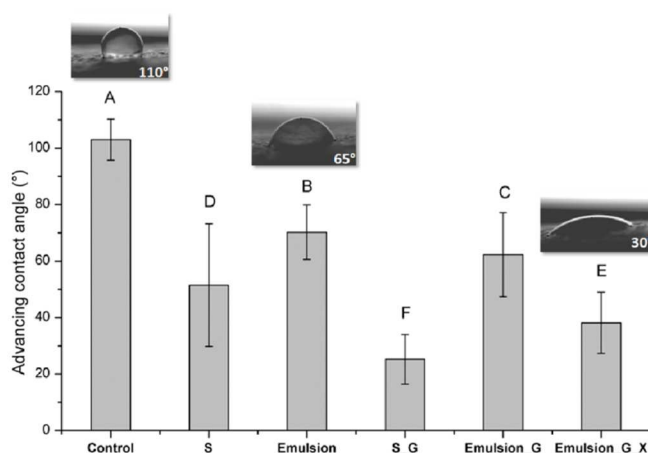 110°
A
65°
B
D
C
30°
E
F
Advancing contact angle (°)
120
100
80
60
40
20
0
Control
S
Emulsion
S G
Emulsion G
Emulsion G X